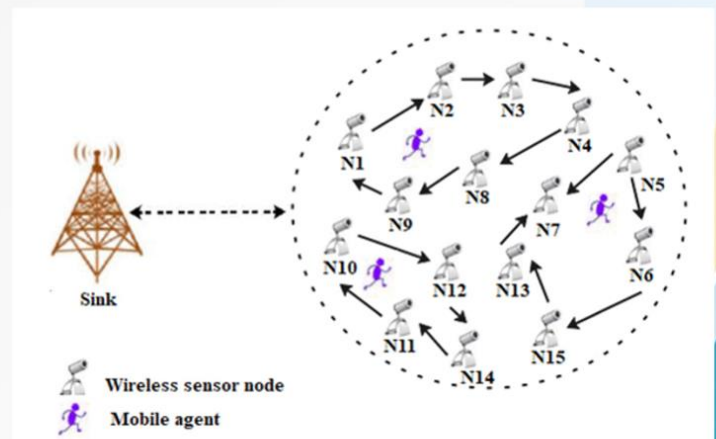 N2
N3
N4
N1
N5
N8
N9
N7
N10
N6
N12
N13
Sink
N11
N15
N14
Wireless sensor node
Mobile agent